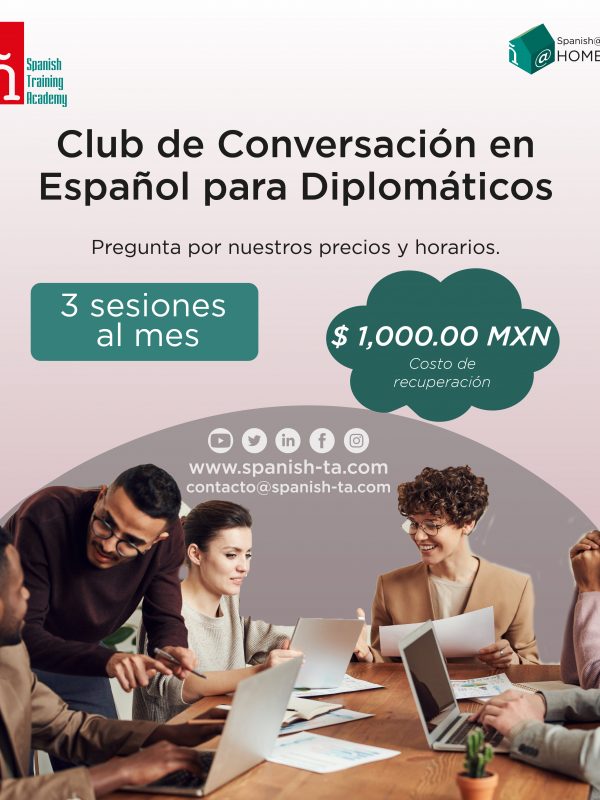 ñ
Spanish
Training
Academy
Spanish@
HOME
ñ @
Club de Conversación en
Español para Diplomáticos
Pregunta por nuestros precios y horarios.
3 sesiones
al mes
$ 1,000.00 MXN
Costo de
recuperación
www.spanish-ta.com
contacto@spanish-ta.com